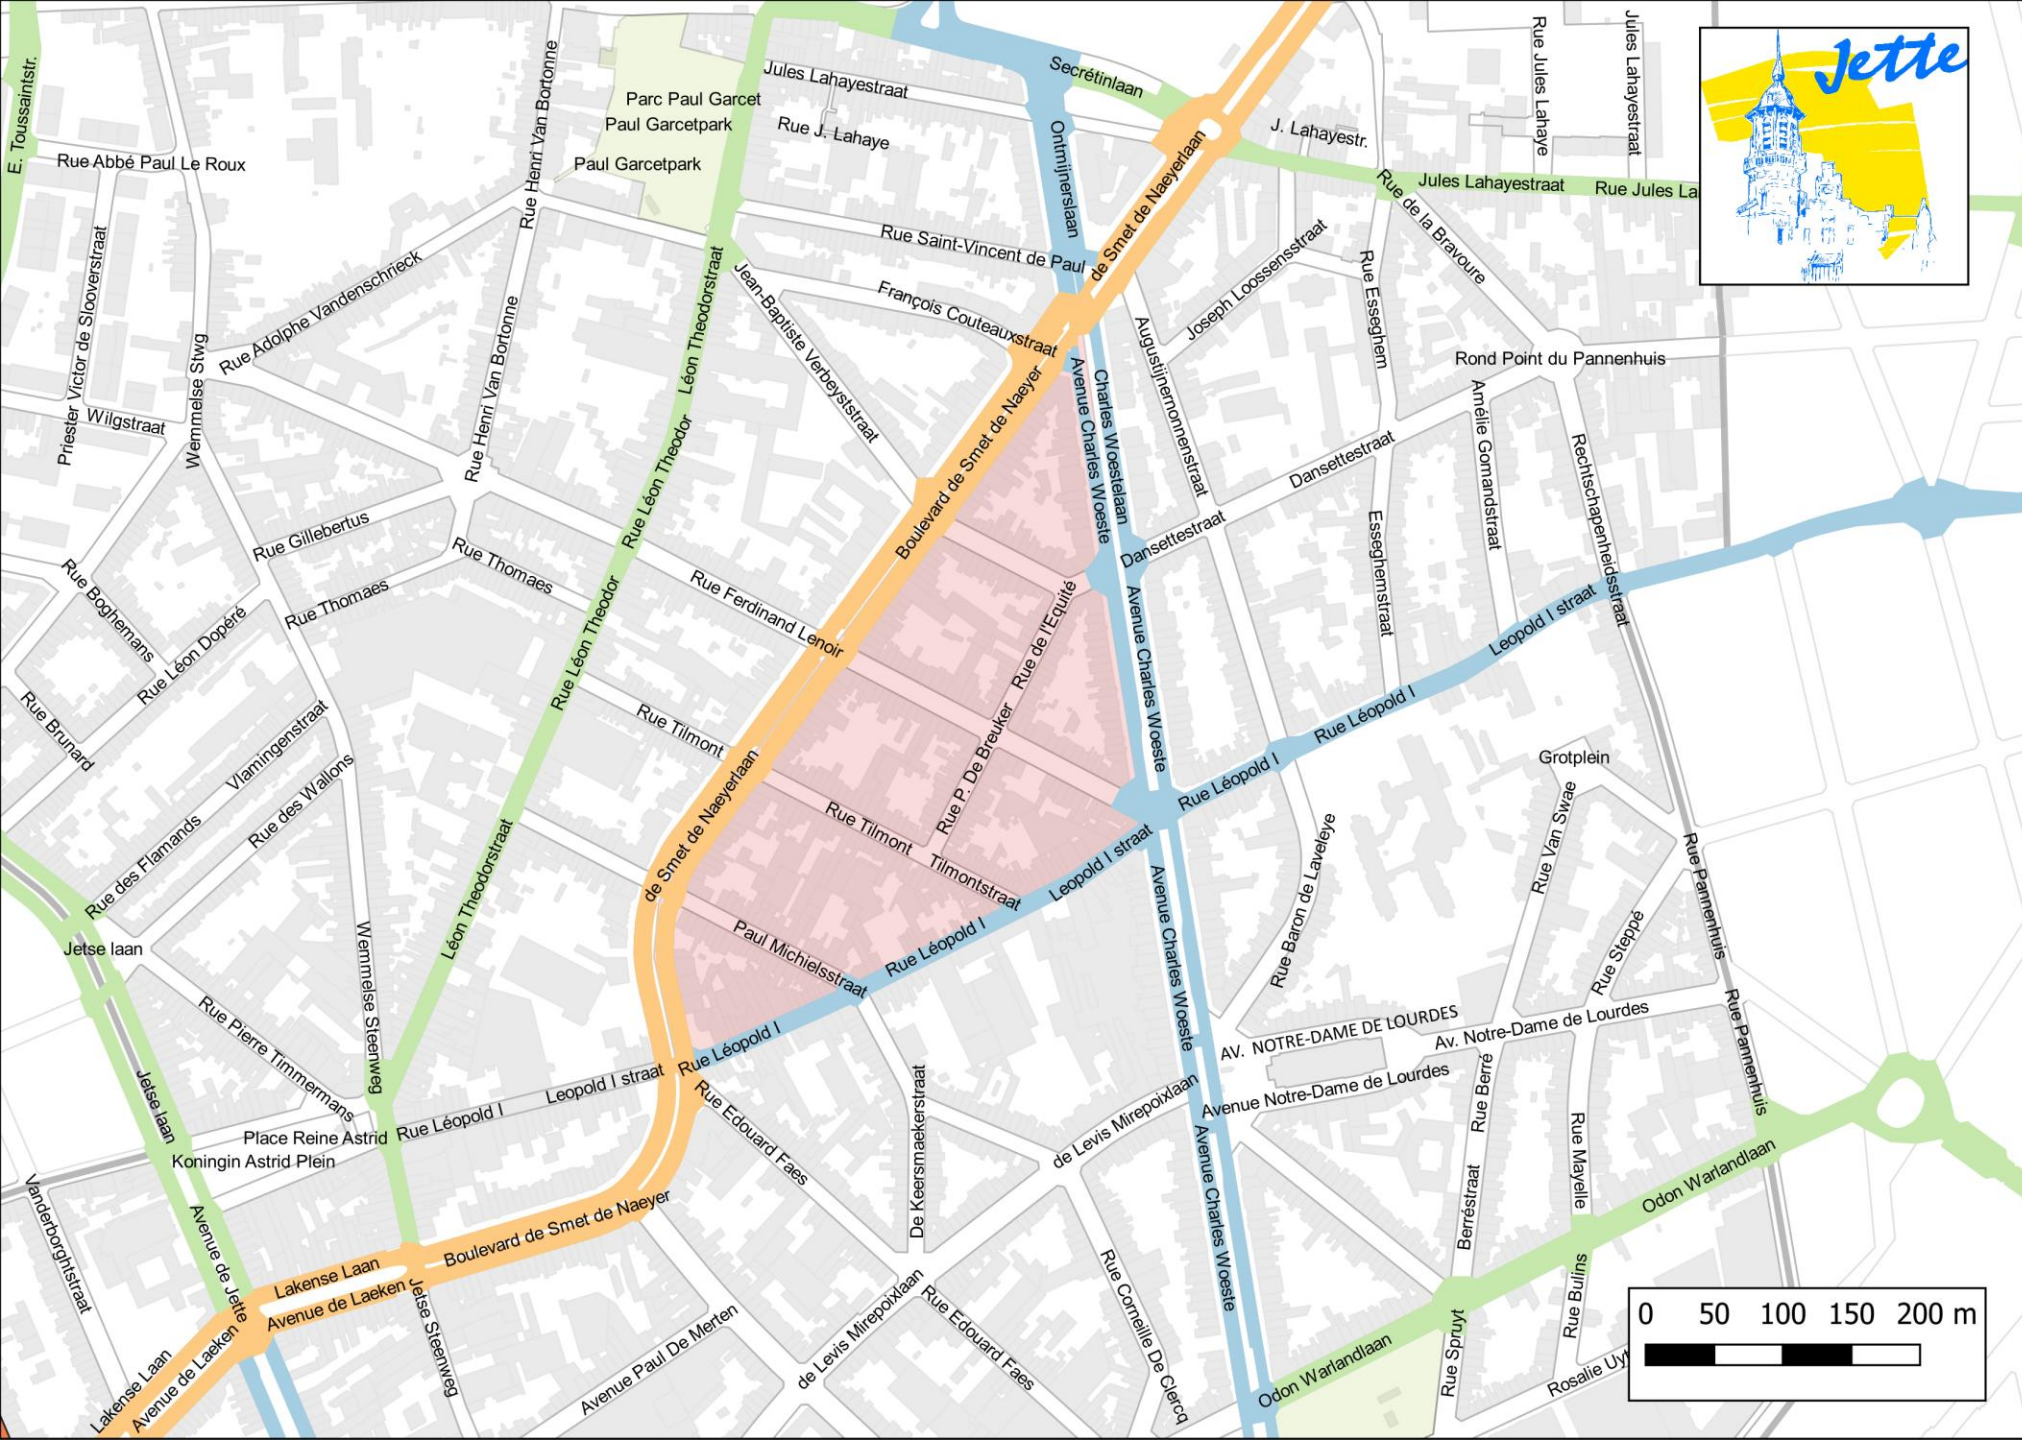 Jette
E. Toussaintstr.
Rue Abbé Paul Le Roux
Priester Victor de Slooverstraat
Wilgstraat
Wemmelse Stwg
Rue Adolphe Vandenschrieck
Rue Henri Van Bortonne
Rue Henri Van Bortonne
Parc Paul Garcet
Paul Garcetpark
Paul Garcetpark
Jules Lahayestraat
Rue J. Lahaye
Secrétinlaan
Ontmijnerslaan
de Smet de Naeyerlaan
de Smet de Naeyerlaan
J. Lahayestr.
Rue Jules Lahaye
Jules Lahayestraat
Jules Lahayestraat
Rue Jules La
Rue de la Bravoure
Rue Saint-Vincent de Paul
François Couteauxstraat
Jean-Baptiste Verbeyststraat
Léon Theodorstraat
Rue Léon Theodor
Rue Léon Theodor
Léon Theodorstraat
Joseph Loossensstraat
Rue Esseghem
Rond Point du Pannenhuis
Augustijnernonnenstraat
Amélie Gomandstraat
Rechtschapenheidsstraat
Dansettestraat
Dansettestraat
Esseghemstraat
Charles Woestelaan
Avenue Charles Woeste
Boulevard de Smet de Naeyer
Rue Gillebertus
Rue Thomaes
Rue Thomaes
Rue Boghemans
Rue Léon Dopéré
Rue Brunard
Rue Ferdinand Lenoir
Rue Tilmont
Rue de l'Equité
Rue P. De Breuker
Rue Tilmont
Tilmontstraat
Avenue Charles Woeste
Leopold I straat
Rue Léopold I
Rue Léopold I
Leopold I straat
Rue Léopold I
Rue Léopold I
Leopold I straat
Rue Léopold I
Paul Michielsstraat
de Smet de Naeyerlaan
Vlamingenstraat
Rue des Flamands
Rue des Wallons
Jetse laan
Jetse laan
Wemmelse Steenweg
Rue Pierre Timmermans
Place Reine Astrid
Koningin Astrid Plein
Vanderborghtstraat
Avenue de Jette
Lakense Laan
Avenue de Laeken
Lakense Laan
Avenue de Laeken
Jetse Steenweg
Boulevard de Smet de Naeyer
Rue Edouard Faes
Rue Edouard Faes
De Keersmaekerstraat
de Levis Mirepoixlaan
de Levis Mirepoixlaan
Avenue Paul De Merten
Rue Corneille De Clercq
Avenue Charles Woeste
Avenue Charles Woeste
Rue Baron de Laveleye
Grotplein
Rue Van Swae
Rue Steppé
Rue Pannenhuis
Rue Pannenhuis
AV. NOTRE-DAME DE LOURDES
Av. Notre-Dame de Lourdes
Avenue Notre-Dame de Lourdes
Rue Berré
Berréstraat
Rue Mayelle
Rue Bulins
Rue Spruyt
Odon Warlandlaan
Odon Warlandlaan
Rosalie Uyt
0 50 100 150 200 m